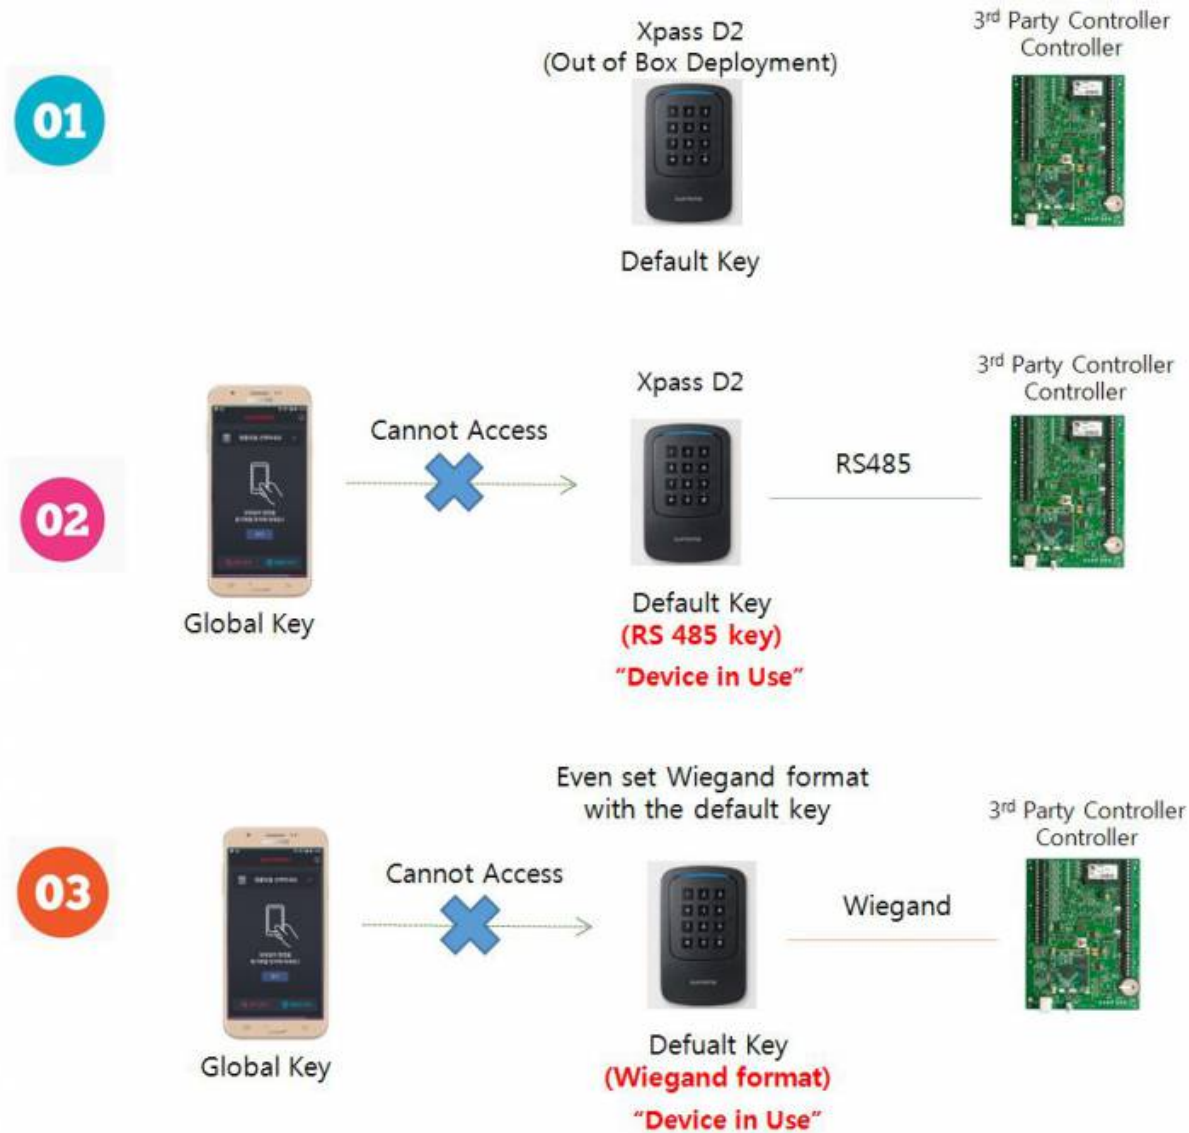 01
Xpass D2
(Out of Box Deployment)
3rd Party Controller
Controller
Default Key
02
Cannot Access
Xpass D2
RS485
3rd Party Controller
Controller
Global Key
Default Key
(RS 485 key)
“Device in Use”
03
Even set Wiegand format
with the default key
Cannot Access
Wiegand
3rd Party Controller
Controller
Global Key
Defualt Key
(Wiegand format)
“Device in Use”